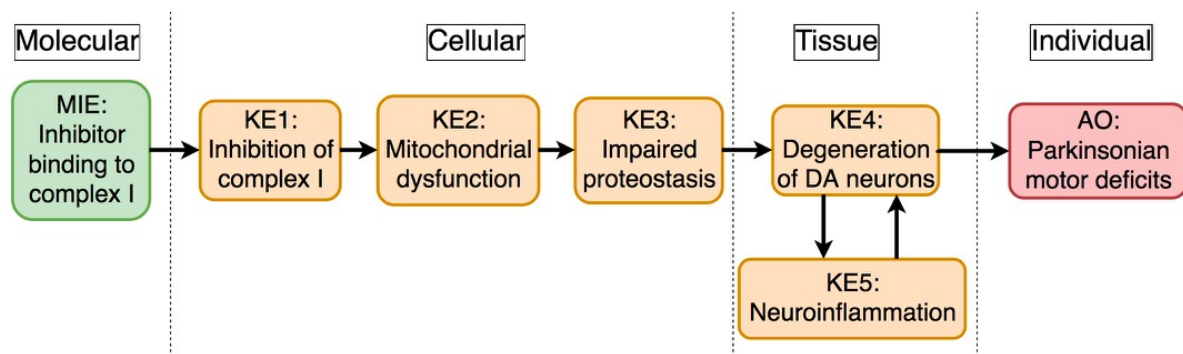 Molecular
Cellular
Tissue
Individual
MIE:
Inhibitor
binding to
complex I
KE1:
Inhibition of
complex I
KE2:
Mitochondrial
dysfunction
KE3:
Impaired
proteostasis
KE4:
Degeneration
of DA neurons
AO:
Parkinsonian
motor deficits
KE5:
Neuroinflammation